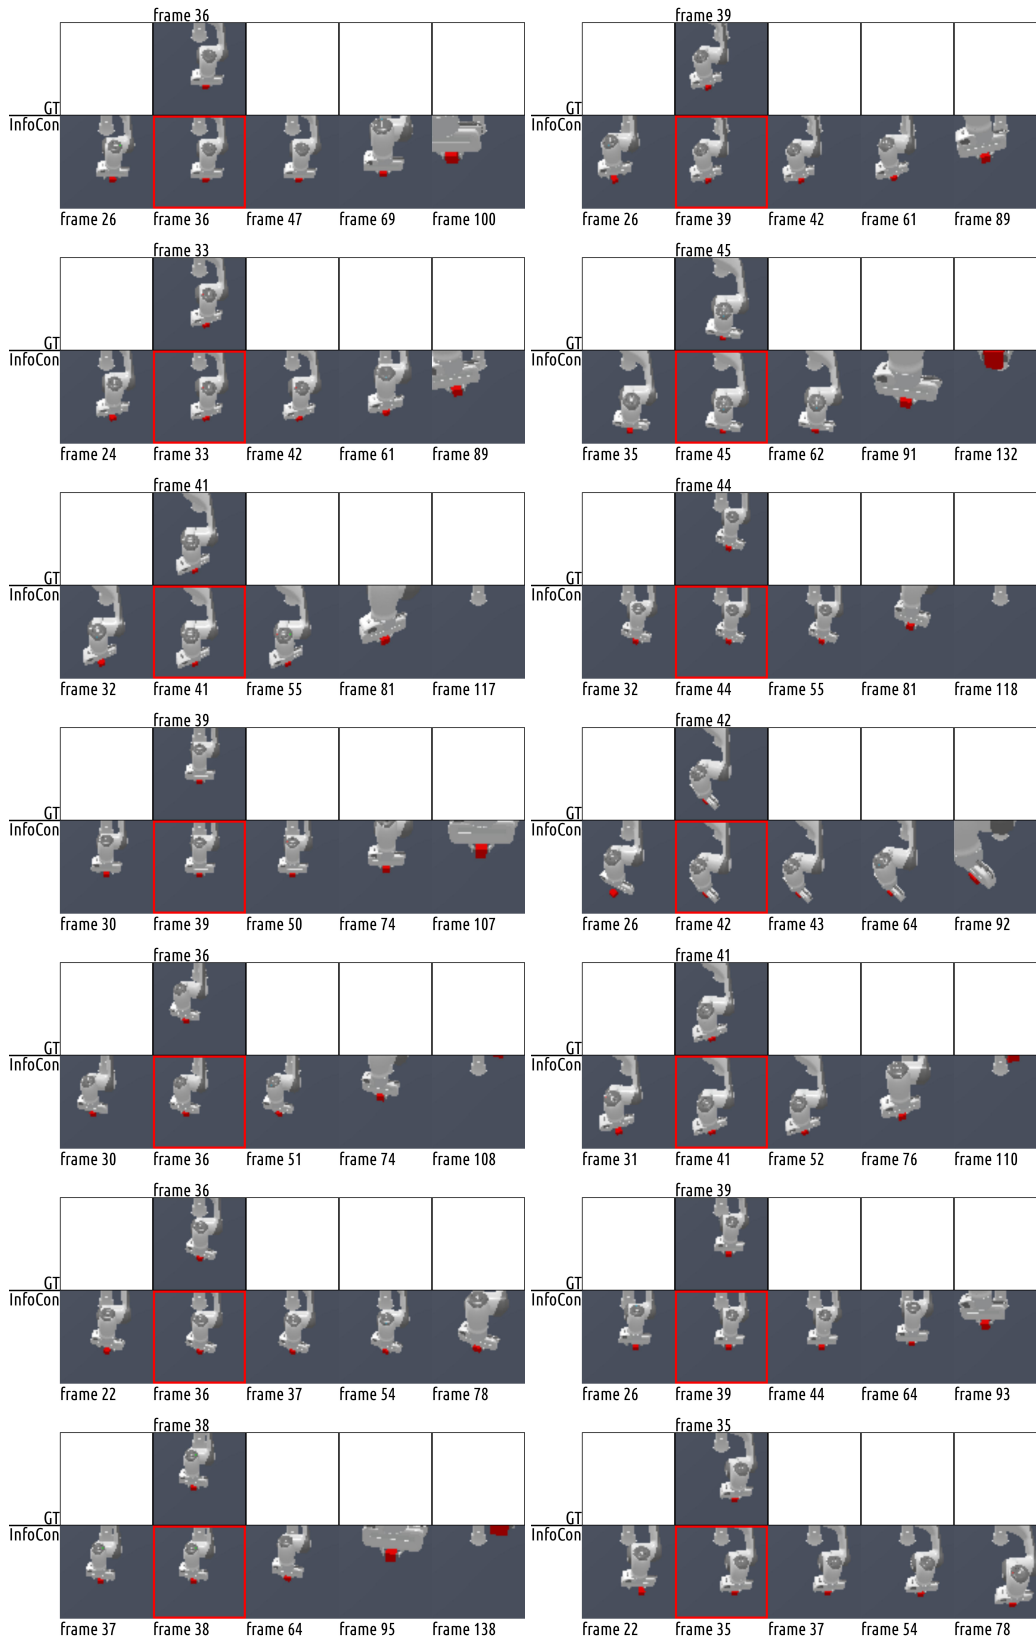 frame 36
GT
InfoCon
frame 26 frame 36 frame 47 frame 69 frame 100
frame 39
GT
InfoCon
frame 26 frame 39 frame 42 frame 61 frame 89
frame 33
GT
InfoCon
frame 24 frame 33 frame 42 frame 61 frame 89
frame 45
GT
InfoCon
frame 35 frame 45 frame 62 frame 91 frame 132
frame 41
GT
InfoCon
frame 32 frame 41 frame 55 frame 81 frame 117
frame 44
GT
InfoCon
frame 32 frame 44 frame 55 frame 81 frame 118
frame 39
GT
InfoCon
frame 30 frame 39 frame 50 frame 74 frame 107
frame 42
GT
InfoCon
frame 26 frame 42 frame 43 frame 64 frame 92
frame 36
GT
InfoCon
frame 30 frame 36 frame 51 frame 74 frame 108
frame 41
GT
InfoCon
frame 31 frame 41 frame 52 frame 76 frame 110
frame 36
GT
InfoCon
frame 22 frame 36 frame 37 frame 54 frame 78
frame 39
GT
InfoCon
frame 26 frame 39 frame 44 frame 64 frame 93
frame 38
GT
InfoCon
frame 37 frame 38 frame 64 frame 95 frame 138
frame 35
GT
InfoCon
frame 22 frame 35 frame 37 frame 54 frame 78